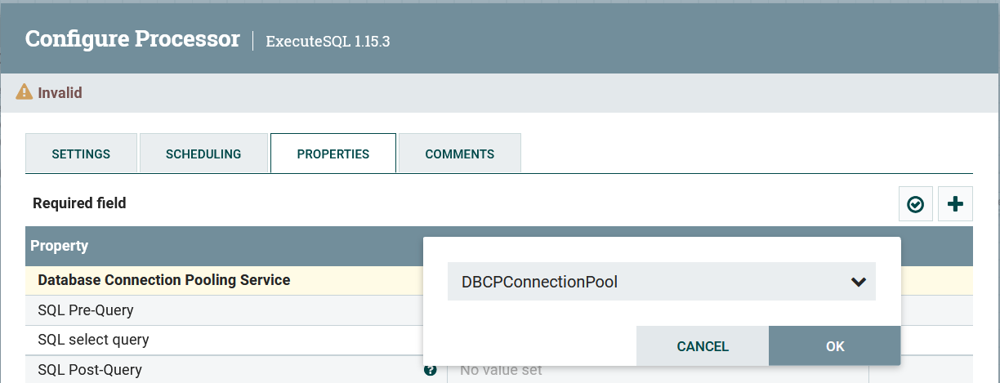 Configure Processor | ExecuteSQL 1.15.3
Invalid
SETTINGS SCHEDULING PROPERTIES COMMENTS
Required field
Property
Database Connection Pooling Service
DBCPConnectionPool
SQL Pre-Query
SQL select query
CANCEL OK
SQL Post-Query ? No value set